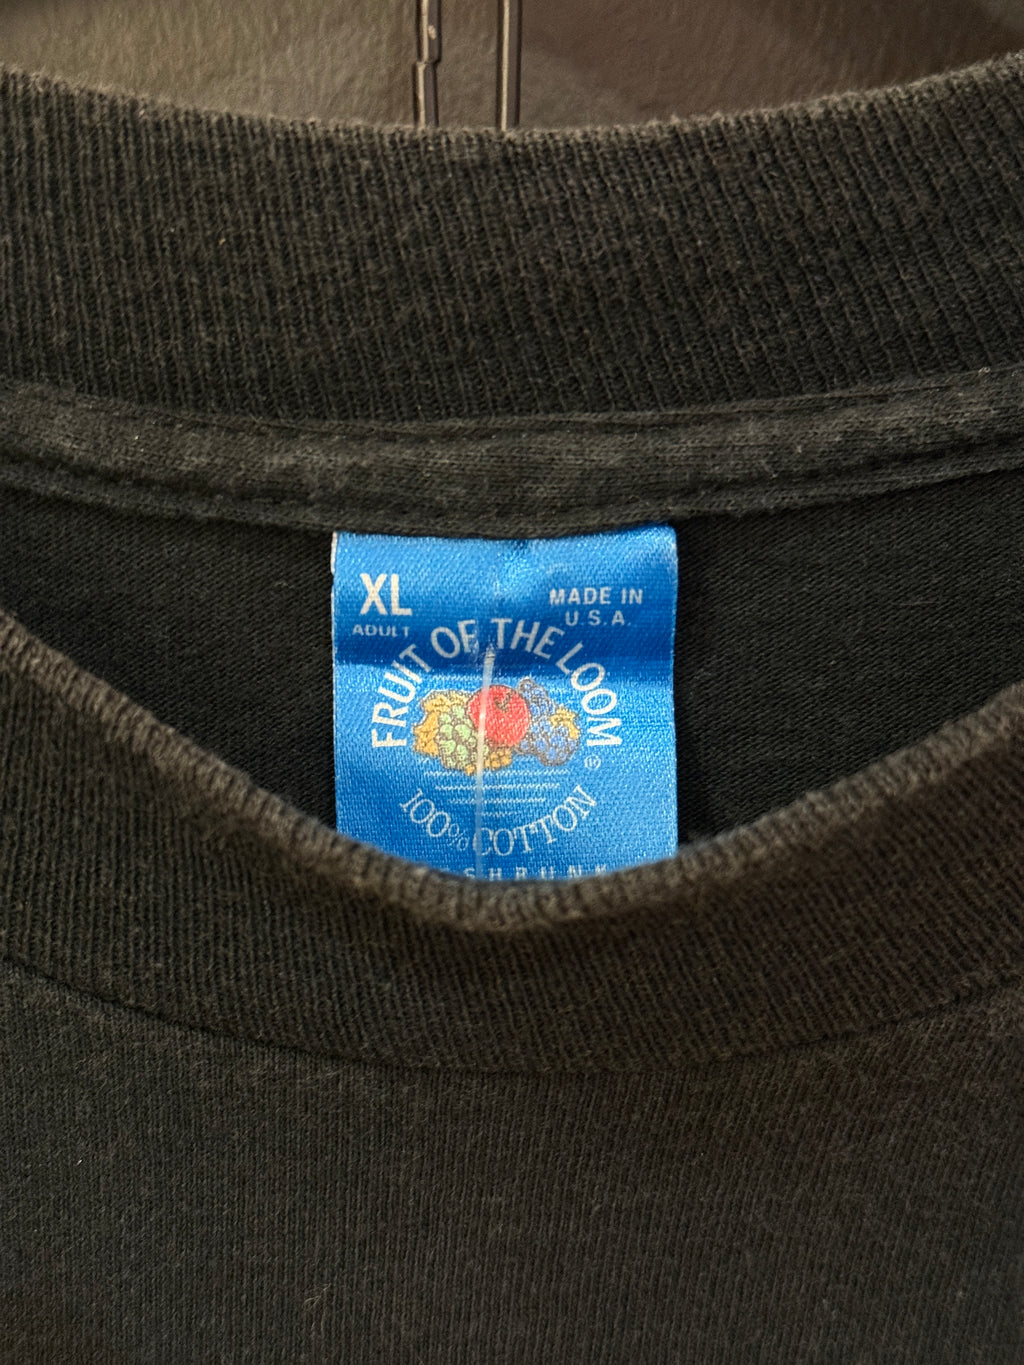 XL
ADULT
MADE IN
U.S.A.
FRUIT OF THE LOOM
®
100% COTTON